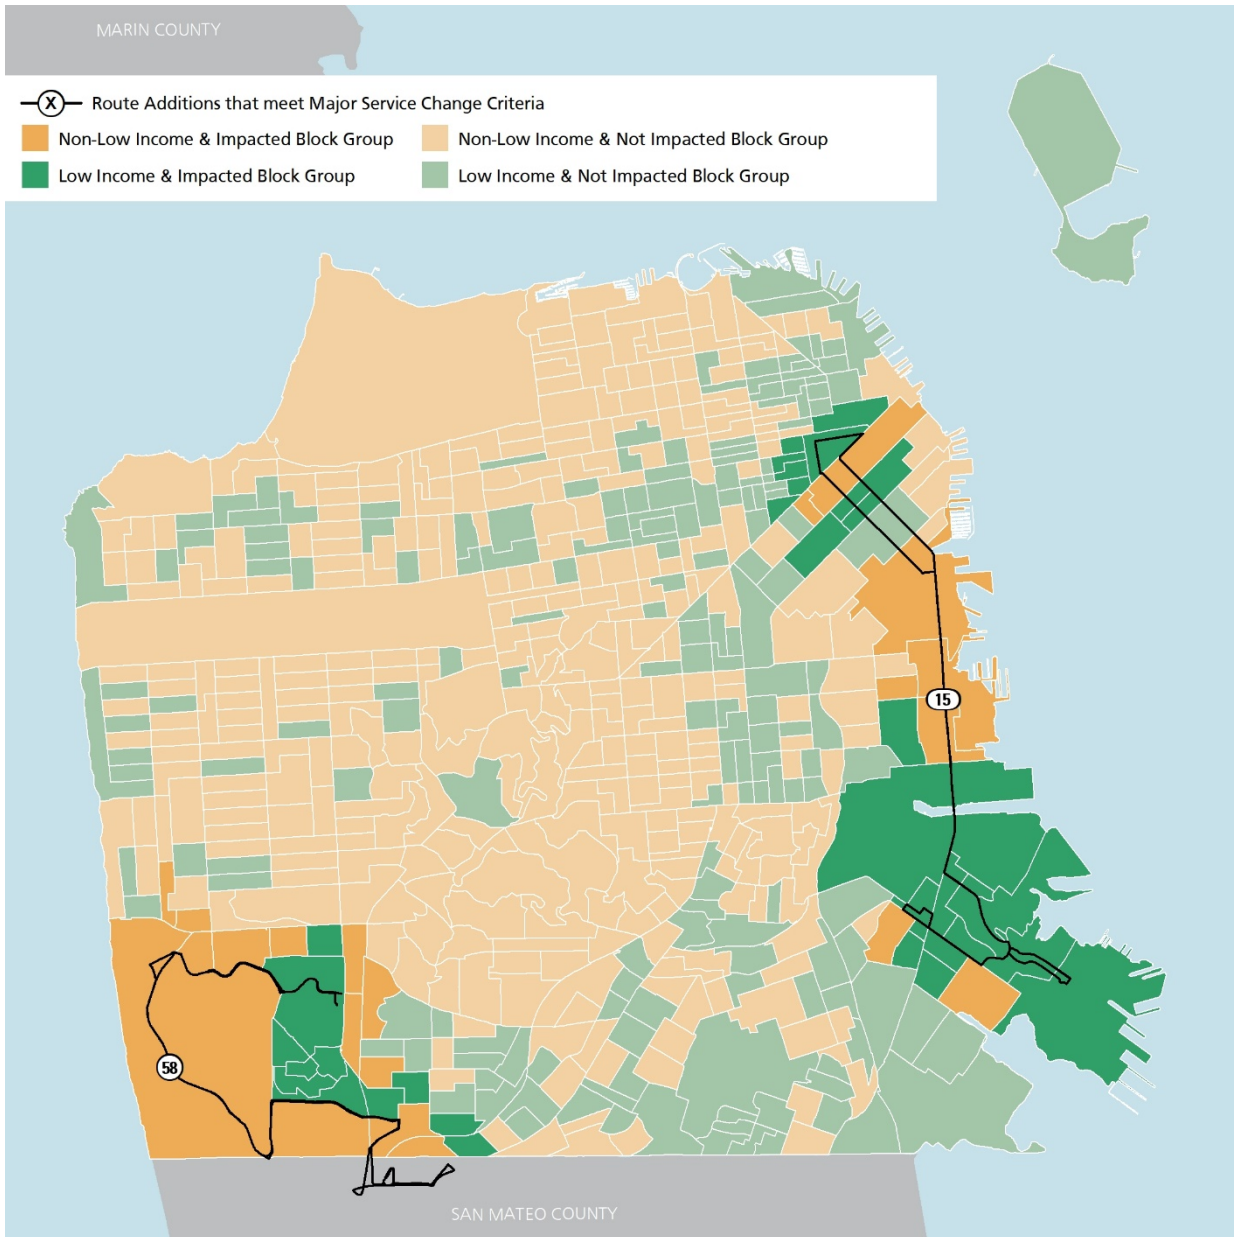 MARIN COUNTY
X Route Additions that meet Major Service Change Criteria
Non-Low Income & Impacted Block Group
Non-Low Income & Not Impacted Block Group
Low Income & Impacted Block Group
Low Income & Not Impacted Block Group
15
58
SAN MATEO COUNTY